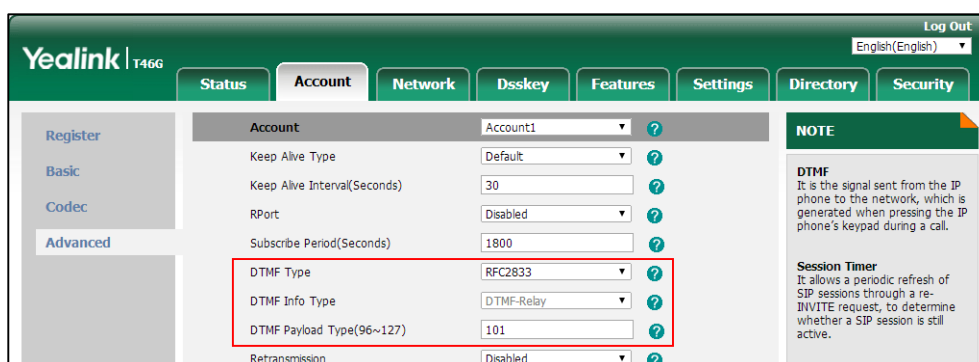 Log Out
English(English)
Yealink T46G
Status Account Network Dsskey Features Settings Directory Security
Register
Basic
Codec
Advanced
Account Account1
Keep Alive Type Default
Keep Alive Interval(Seconds) 30
RPort Disabled
Subscribe Period(Seconds) 1800
DTMF Type RFC2833
DTMF Info Type DTMF-Relay
DTMF Payload Type(96~127) 101
Retransmission Disabled
NOTE
DTMF
It is the signal sent from the IP
phone to the network, which is
generated when pressing the IP
phone's keypad during a call.
Session Timer
It allows a periodic refresh of
SIP sessions through a re-
INVITE request, to determine
whether a SIP session is still
active.